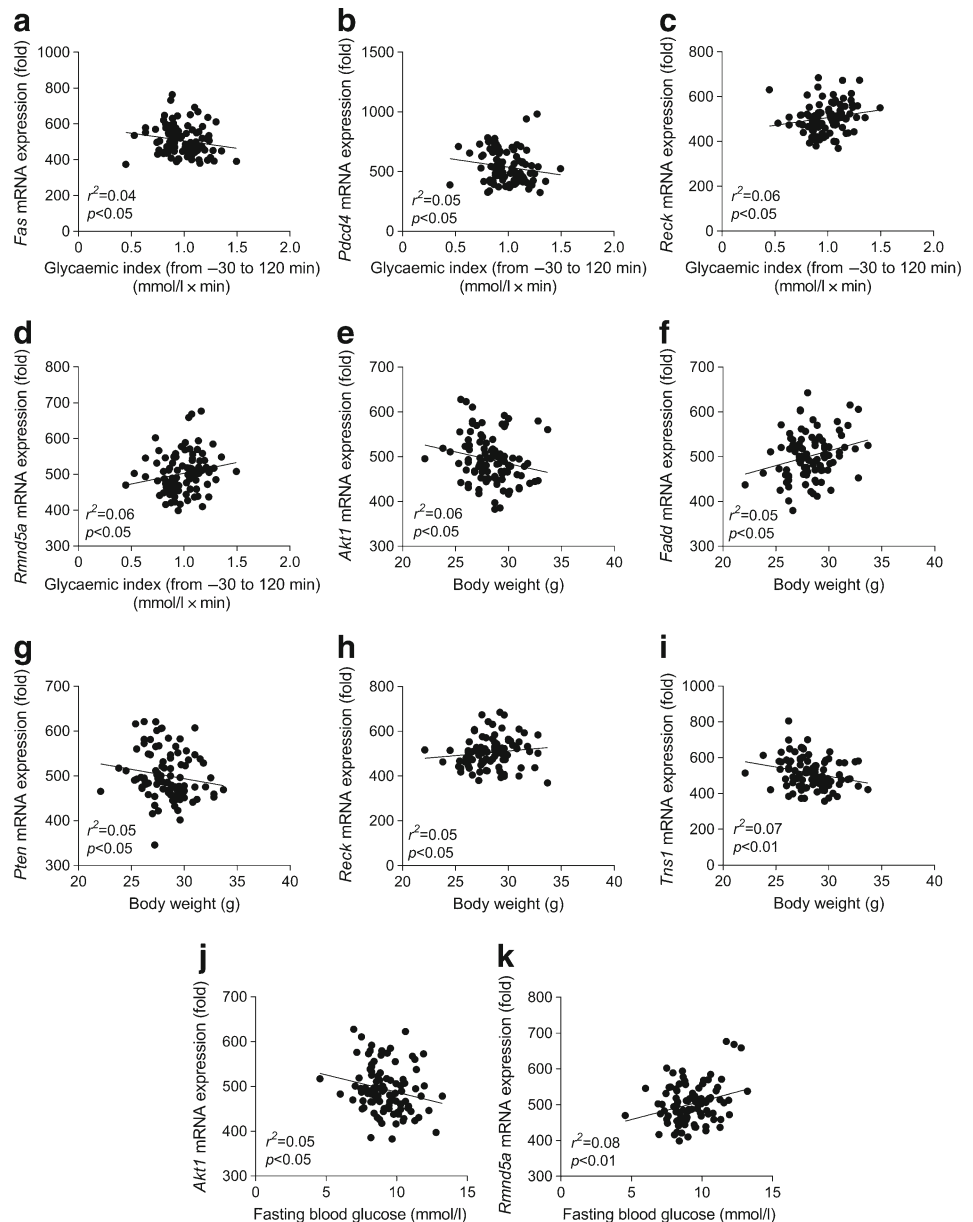 a
Fas mRNA expression (fold)
1000
800
600
400
200
0
r²=0.04
p<0.05
0 0.5 1.0 1.5 2.0
Glycaemic index (from −30 to 120 min)
(mmol/l × min)
b
Pdcd4 mRNA expression (fold)
1500
1000
500
0
r²=0.05
p<0.05
0 0.5 1.0 1.5 2.0
Glycaemic index (from −30 to 120 min)
(mmol/l × min)
c
Reck mRNA expression (fold)
800
600
400
200
0
r²=0.06
p<0.05
0 0.5 1.0 1.5 2.0
Glycaemic index (from −30 to 120 min)
(mmol/l × min)
d
Rmnd5a mRNA expression (fold)
800
700
600
500
400
300
r²=0.06
p<0.05
0 0.5 1.0 1.5 2.0
Glycaemic index (from −30 to 120 min)
(mmol/l × min)
e
Akt1 mRNA expression (fold)
700
600
500
400
300
r²=0.06
p<0.05
20 25 30 35 40
Body weight (g)
f
Fadd mRNA expression (fold)
700
600
500
400
300
r²=0.05
p<0.05
20 25 30 35 40
Body weight (g)
g
Pten mRNA expression (fold)
700
600
500
400
300
r²=0.05
p<0.05
20 25 30 35 40
Body weight (g)
h
Reck mRNA expression (fold)
800
600
400
200
0
r²=0.05
p<0.05
20 25 30 35 40
Body weight (g)
i
Tns1 mRNA expression (fold)
1000
800
600
400
200
0
r²=0.07
p<0.01
20 25 30 35 40
Body weight (g)
j
Akt1 mRNA expression (fold)
700
600
500
400
300
r²=0.05
p<0.05
0 5 10 15
Fasting blood glucose (mmol/l)
k
Rmnd5a mRNA expression (fold)
800
700
600
500
400
300
r²=0.08
p<0.01
0 5 10 15
Fasting blood glucose (mmol/l)